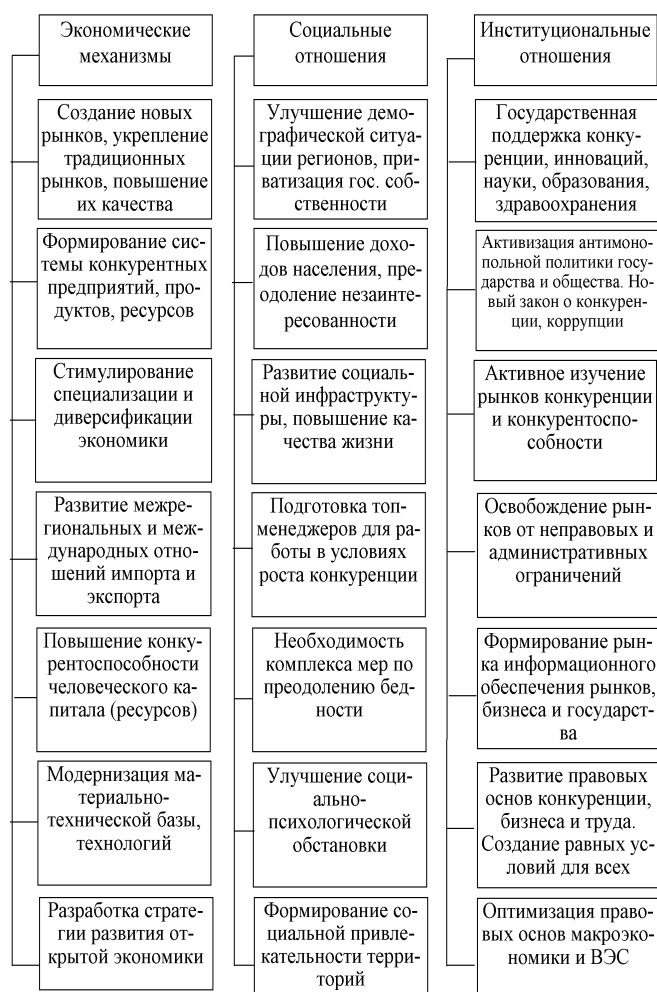 Экономические
механизмы
Создание новых
рынков, укрепление
традиционных
рынков, повышение
их качества
Формирование сис-
темы конкурентных
предприятий, про-
дуктов, ресурсов
Стимулирование
специализации и
диверсификации
экономики
Развитие межре-
гиональных и меж-
дународных отно-
шений импорта и
экспорта
Повышение конку-
рентоспособности
человеческого ка-
питала (ресурсов)
Модернизация ма-
териально-
технической базы,
технологий
Разработка страте-
гии развития от-
крытой экономики
Социальные
отношения
Улучшение демо-
графической ситуа-
ции регионов, при-
ватизация гос. соб-
ственности
Повышение дохо-
дов населения, пре-
одоление незаинте-
ресованности
Развитие социаль-
ной инфраструкту-
ры, повышение ка-
чества жизни
Подготовка топ-
менеджеров для ра-
боты в условиях
роста конкуренции
Необходимость
комплекса мер по
преодолению бед-
ности
Улучшение соци-
ально-
психологической
обстановки
Формирование со-
циальной привле-
кательности терри-
торий
Институциональные
отношения
Государственная
поддержка конку-
ренции, инноваций,
науки, образования,
здравоохранения
Активизация антимоно-
польной политики госу-
дарства и общества. Но-
вый закон о конкурен-
ции, коррупции
Активное изучение
рынков конкуренции
и конкурентоспо-
собности
Освобождение рын-
ков от неправовых и
административных
ограничений
Формирование рын-
ка информационного
обеспечения рынков,
бизнеса и государст-
ва
Развитие правовых
основ конкуренции,
бизнеса и труда.
Создание равных ус-
ловий для всех
Оптимизация право-
вых основ макроэко-
номики и ВЭС